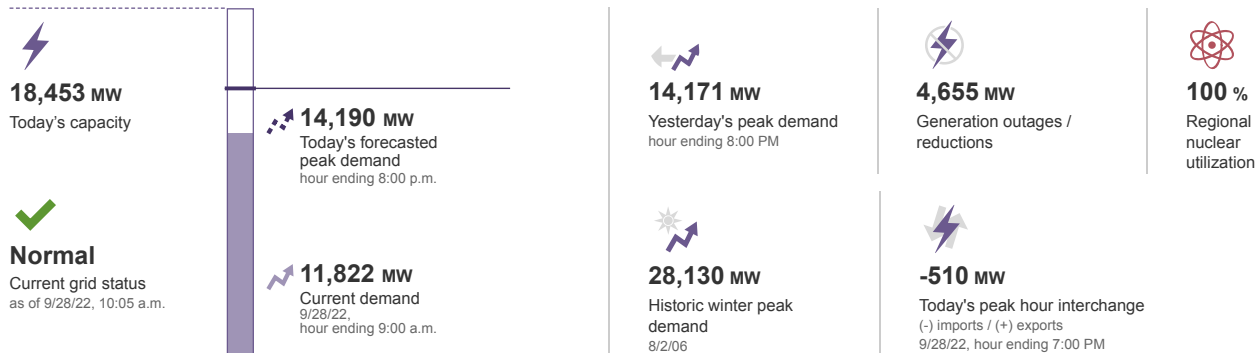 18,453 MW
Today's capacity
Normal
Current grid status
as of 9/28/22, 10:05 a.m.
14,190 MW
Today's forecasted
peak demand
hour ending 8:00 p.m.
11,822 MW
Current demand
9/28/22,
hour ending 9:00 a.m.
14,171 MW
Yesterday's peak demand
hour ending 8:00 PM
4,655 MW
Generation outages /
reductions
100 %
Regional
nuclear
utilization
28,130 MW
Historic winter peak
demand
8/2/06
-510 MW
Today's peak hour interchange
(-) imports / (+) exports
9/28/22, hour ending 7:00 PM